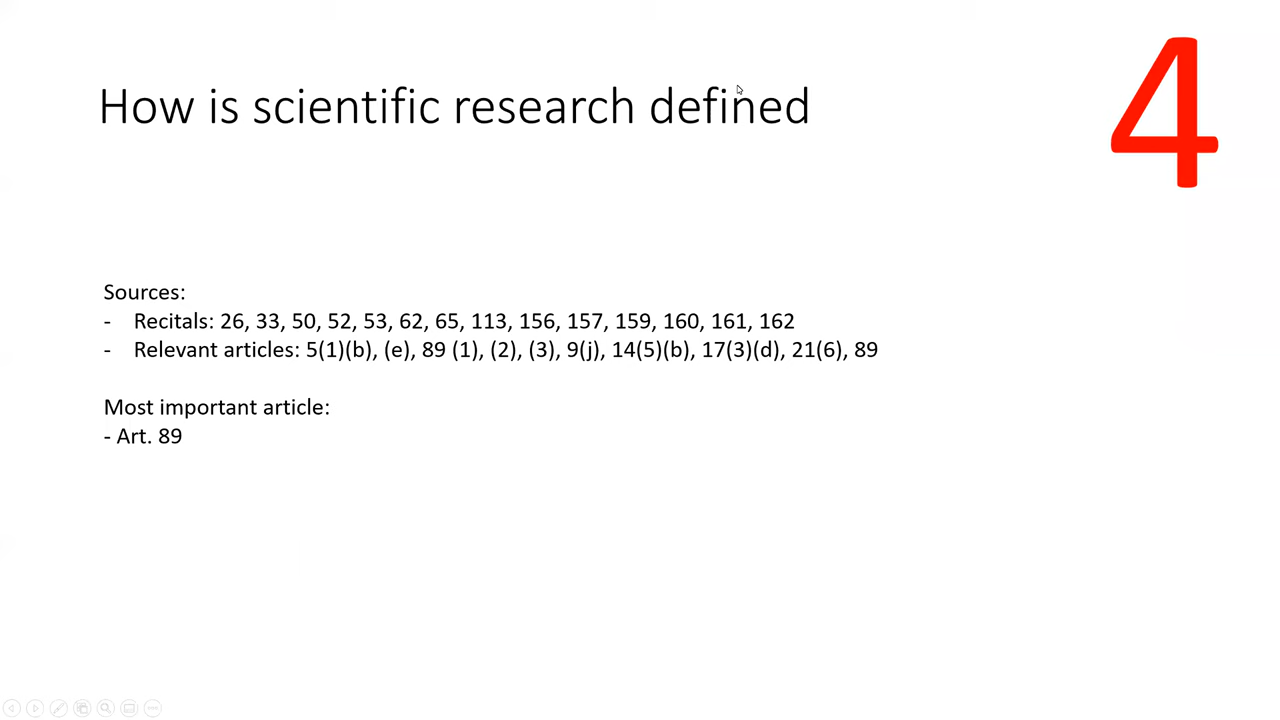 How is scientific research defined
4
Sources:
- Recitals: 26, 33, 50, 52, 53, 62, 65, 113, 156, 157, 159, 160, 161, 162
- Relevant articles: 5(1)(b), (e), 89 (1), (2), (3), 9(j), 14(5)(b), 17(3)(d), 21(6), 89
Most important article:
- Art. 89